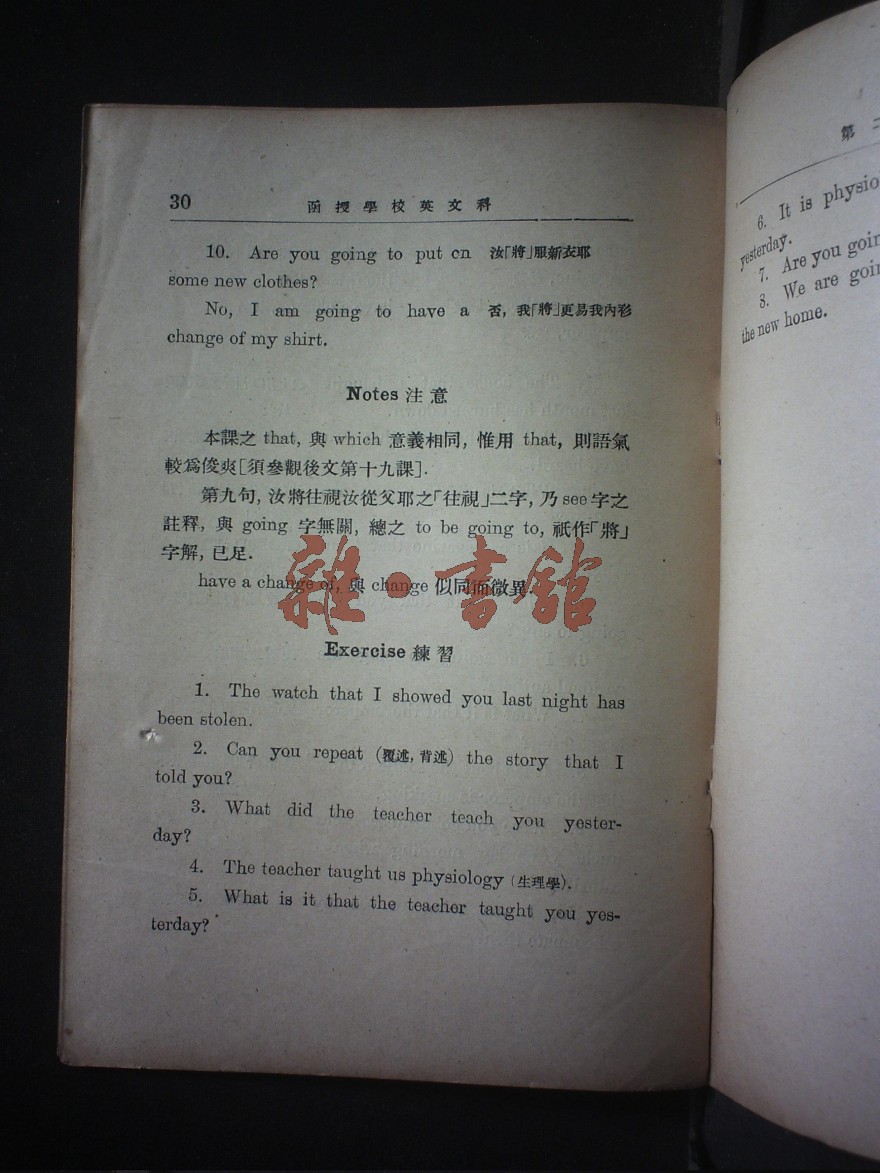 30
函授學校英文科
10. Are you going to put on 汝「將」服新衣耶
some new clothes?
No, I am going to have a 否, 我「將」更易我內衫
change of my shirt.
Notes 注意
本課之 that, 與 which 意義相同, 惟用 that, 則語氣
較爲俊爽[須參觀後文第十九課].
第九句, 汝將往視汝從父耶之「往視」二字, 乃 see 字之
註釋, 與 going 字無關, 總之 to be going to, 祇作「將」
字解, 已足.
have a change of, 與 change 似同而微異.
雜·書舘
Exercise 練習
1. The watch that I showed you last night has
been stolen.
2. Can you repeat (覆述, 背述) the story that I
told you?
3. What did the teacher teach you yester-
day?
4. The teacher taught us physiology (生理學).
5. What is it that the teacher taught you yes-
terday?
第
6. It is physio
yesterday.
7. Are you goin
8. We are goin
the new home.